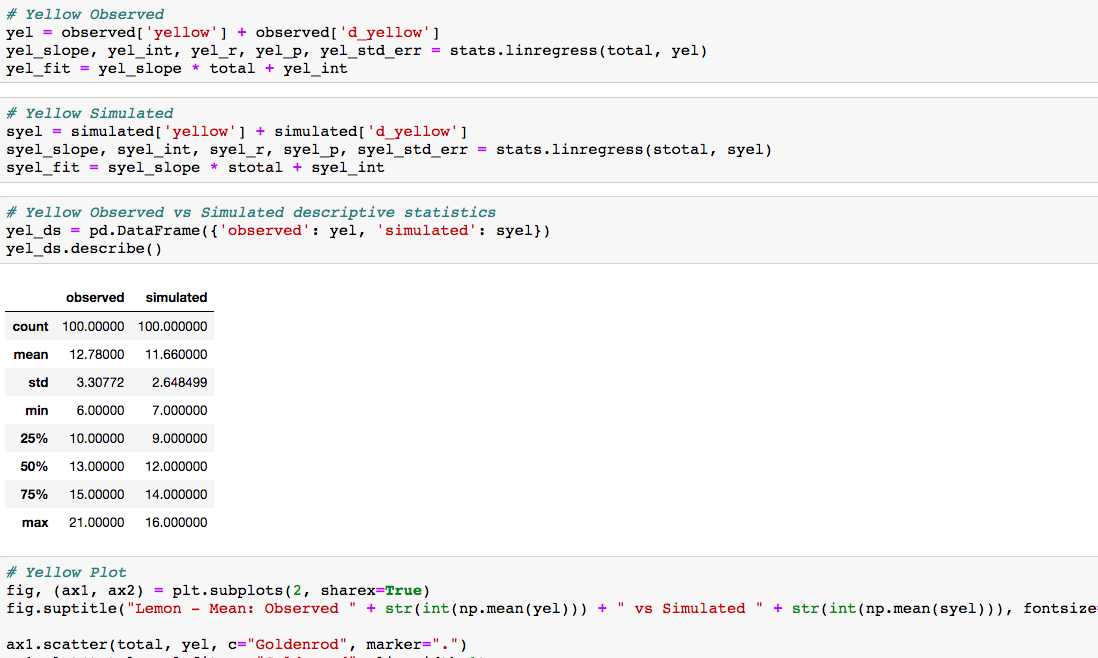 # Yellow Observed
yel = observed['yellow'] + observed['d_yellow']
yel_slope, yel_int, yel_r, yel_p, yel_std_err = stats.linregress(total, yel)
yel_fit = yel_slope * total + yel_int
# Yellow Simulated
syel = simulated['yellow'] + simulated['d_yellow']
syel_slope, syel_int, syel_r, syel_p, syel_std_err = stats.linregress(stotal, syel)
syel_fit = syel_slope * stotal + syel_int
# Yellow Observed vs Simulated descriptive statistics
yel_ds = pd.DataFrame({'observed': yel, 'simulated': syel})
yel_ds.describe()
observed simulated
count 100.00000 100.000000
mean 12.78000 11.660000
std 3.30772 2.648499
min 6.00000 7.000000
25% 10.00000 9.000000
50% 13.00000 12.000000
75% 15.00000 14.000000
max 21.00000 16.000000
# Yellow Plot
fig, (ax1, ax2) = plt.subplots(2, sharex=True)
fig.suptitle("Lemon - Mean: Observed " + str(int(np.mean(yel))) + " vs Simulated " + str(int(np.mean(syel))), fontsize=
ax1.scatter(total, yel, c="Goldenrod", marker=".")